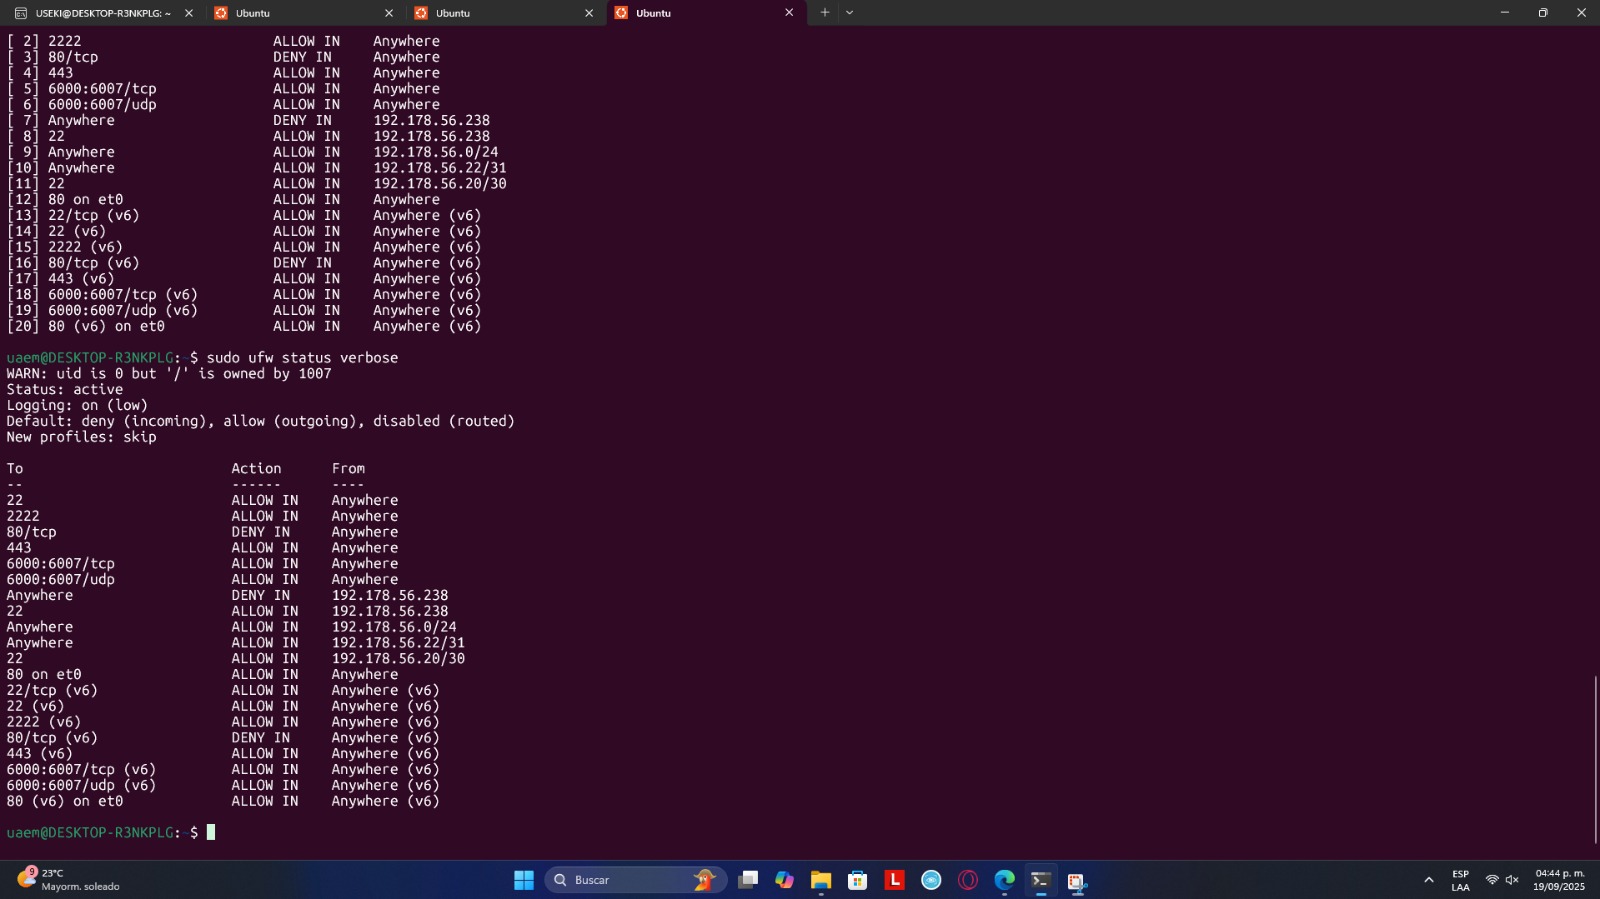 USEKI@DESKTOP-R3NKPLG: ~
Ubuntu
Ubuntu
Ubuntu
[ 2] 2222 ALLOW IN Anywhere
[ 3] 80/tcp DENY IN Anywhere
[ 4] 443 ALLOW IN Anywhere
[ 5] 6000:6007/tcp ALLOW IN Anywhere
[ 6] 6000:6007/udp ALLOW IN Anywhere
[ 7] Anywhere DENY IN 192.178.56.238
[ 8] 22 ALLOW IN 192.178.56.238
[ 9] Anywhere ALLOW IN 192.178.56.0/24
[10] Anywhere ALLOW IN 192.178.56.22/31
[11] 22 ALLOW IN 192.178.56.20/30
[12] 80 on et0 ALLOW IN Anywhere
[13] 22/tcp (v6) ALLOW IN Anywhere (v6)
[14] 22 (v6) ALLOW IN Anywhere (v6)
[15] 2222 (v6) ALLOW IN Anywhere (v6)
[16] 80/tcp (v6) DENY IN Anywhere (v6)
[17] 443 (v6) ALLOW IN Anywhere (v6)
[18] 6000:6007/tcp (v6) ALLOW IN Anywhere (v6)
[19] 6000:6007/udp (v6) ALLOW IN Anywhere (v6)
[20] 80 (v6) on et0 ALLOW IN Anywhere (v6)
uaem@DESKTOP-R3NKPLG:~$ sudo ufw status verbose
WARN: uid is 0 but '/' is owned by 1007
Status: active
Logging: on (low)
Default: deny (incoming), allow (outgoing), disabled (routed)
New profiles: skip
To Action From
-- ------ ----
22 ALLOW IN Anywhere
2222 ALLOW IN Anywhere
80/tcp DENY IN Anywhere
443 ALLOW IN Anywhere
6000:6007/tcp ALLOW IN Anywhere
6000:6007/udp ALLOW IN Anywhere
Anywhere DENY IN 192.178.56.238
22 ALLOW IN 192.178.56.238
Anywhere ALLOW IN 192.178.56.0/24
Anywhere ALLOW IN 192.178.56.22/31
22 ALLOW IN 192.178.56.20/30
80 on et0 ALLOW IN Anywhere
22/tcp (v6) ALLOW IN Anywhere (v6)
22 (v6) ALLOW IN Anywhere (v6)
2222 (v6) ALLOW IN Anywhere (v6)
80/tcp (v6) DENY IN Anywhere (v6)
443 (v6) ALLOW IN Anywhere (v6)
6000:6007/tcp (v6) ALLOW IN Anywhere (v6)
6000:6007/udp (v6) ALLOW IN Anywhere (v6)
80 (v6) on et0 ALLOW IN Anywhere (v6)
uaem@DESKTOP-R3NKPLG:~$
9
23°C
Mayorm. soleado
Buscar
L
ESP
LAA
04:44 p. m.
19/09/2025